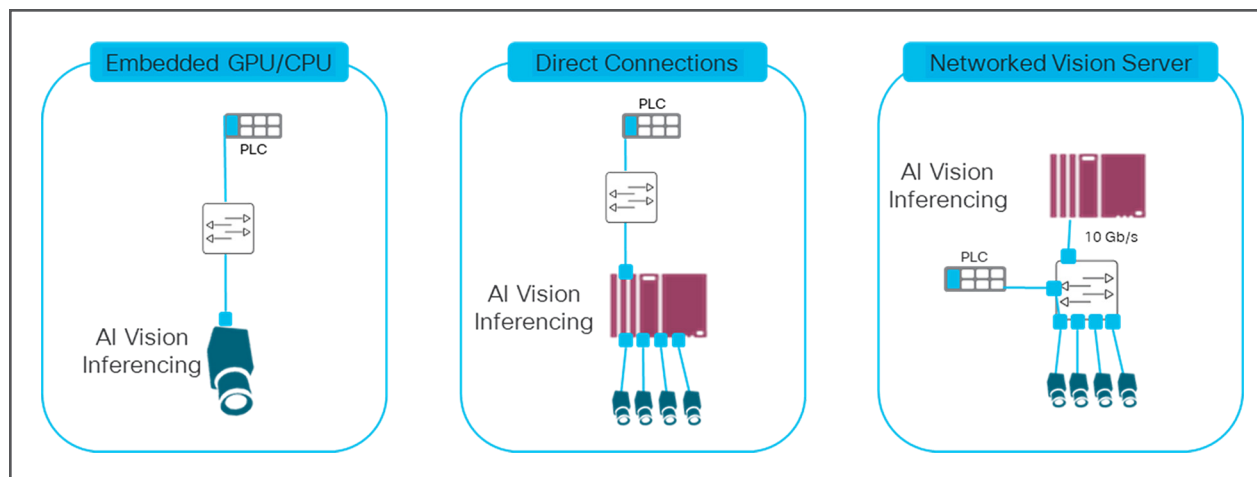 Embedded GPU/CPU
PLC
AI Vision
Inferencing
Direct Connections
PLC
AI Vision
Inferencing
Networked Vision Server
AI Vision
Inferencing
10 Gb/s
PLC